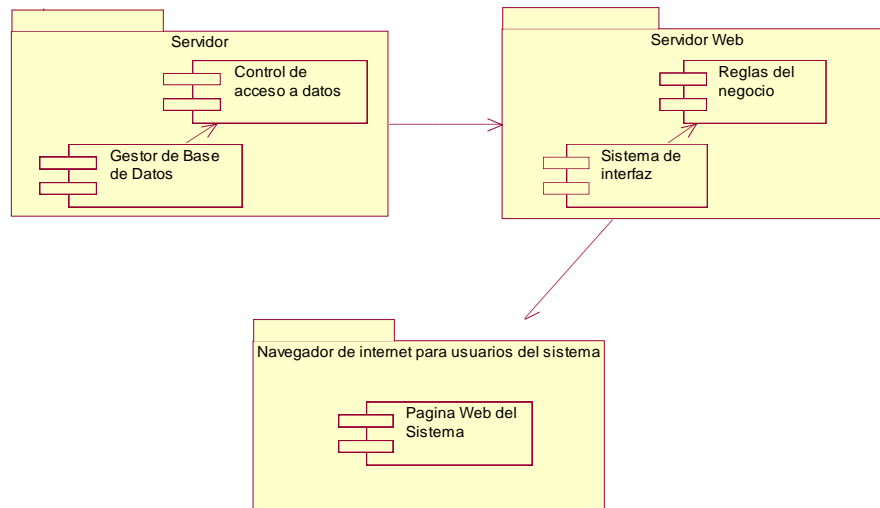 Servidor
Control de
acceso a datos
Gestor de Base
de Datos
Servidor Web
Reglas del
negocio
Sistema de
interfaz
Navegador de internet para usuarios del sistema
Pagina Web del
Sistema